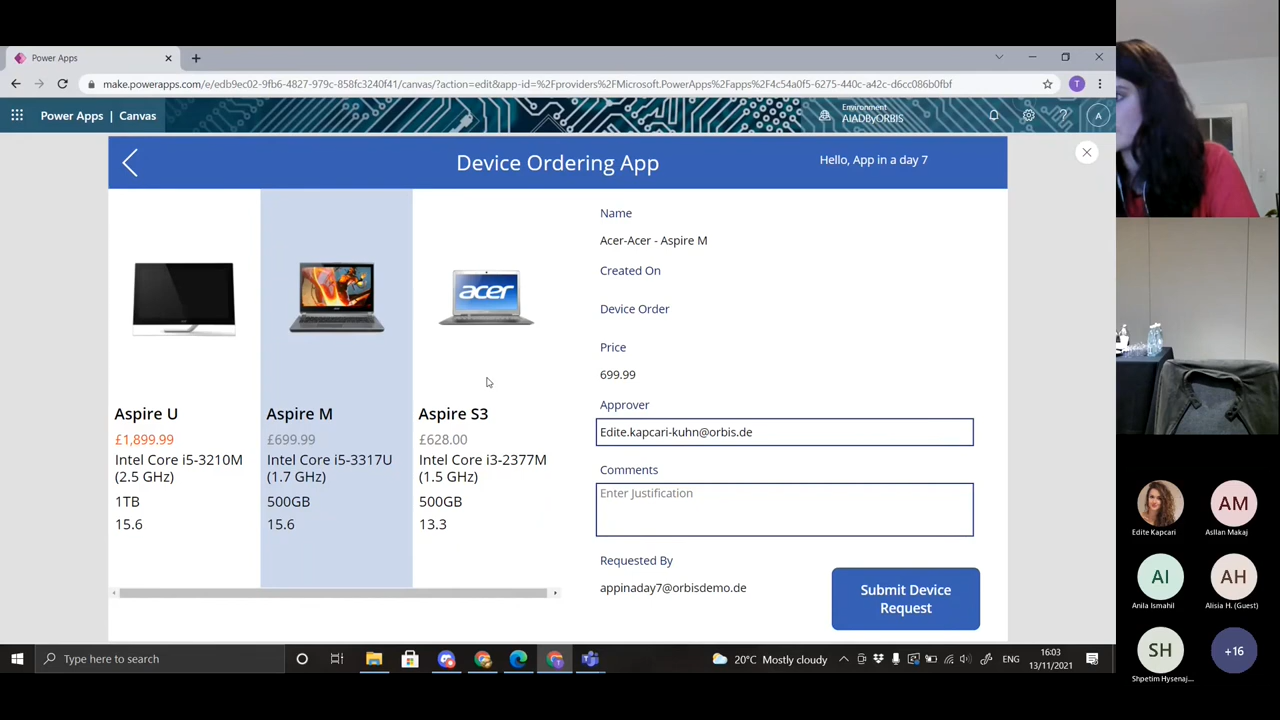 Power Apps
make.powerapps.com/e/edb9ec02-9fb6-4827-979c-858fc3240f41/canvas/?action=edit&app-id=%2Fproviders%2FMicrosoft.PowerApps%2Fapps%2F4c54a0f5-6275-440c-a42c-d6cc086b0fbf
T
Power Apps | Canvas
Environment
AIADByORBIS
A
Device Ordering App
Hello, App in a day 7
acer
Aspire U
£1,899.99
Intel Core i5-3210M
(2.5 GHz)
1TB
15.6
Aspire M
£699.99
Intel Core i5-3317U
(1.7 GHz)
500GB
15.6
Aspire S3
£628.00
Intel Core i3-2377M
(1.5 GHz)
500GB
13.3
Name
Acer-Acer - Aspire M
Created On
Device Order
Price
699.99
Approver
Edite.kapcari-kuhn@orbis.de
Comments
Enter Justification
Requested By
appinaday7@orbisdemo.de
Submit Device
Request
Edite Kapcari
AM
Asllan Makaj
AI
Anila Ismahil
AH
Alisia H. (Guest)
SH
Shpetim Hysenaj...
+16
Type here to search
20°C Mostly cloudy
ENG
16:03
13/11/2021